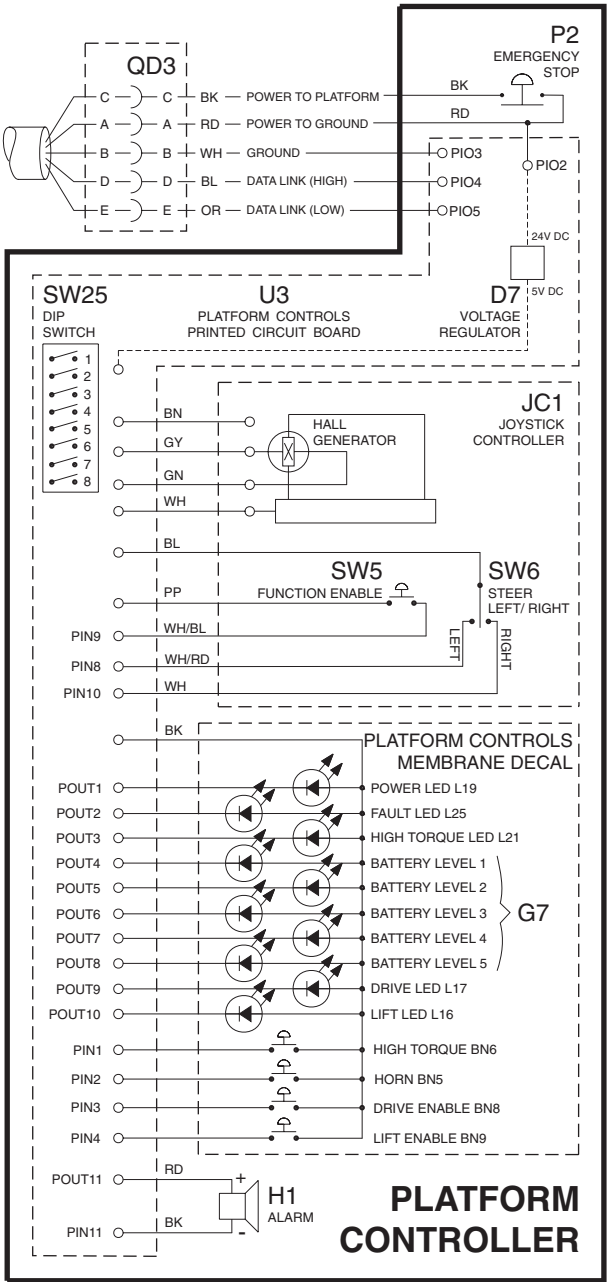 P2
EMERGENCY
STOP
QD3
C C BK POWER TO PLATFORM BK
A A RD POWER TO GROUND RD
B B WH GROUND PIO3
D D BL DATA LINK (HIGH) PIO4
E E OR DATA LINK (LOW) PIO5
PIO2
24V DC
5V DC
SW25
DIP
SWITCH
U3
PLATFORM CONTROLS
PRINTED CIRCUIT BOARD
D7
VOLTAGE
REGULATOR
1
2
3
4
5
6
7
8
JC1
JOYSTICK
CONTROLLER
HALL
GENERATOR
BN
GY
GN
WH
BL
SW5
FUNCTION ENABLE
SW6
STEER
LEFT/ RIGHT
LEFT
RIGHT
PP
PIN9 WH/BL
PIN8 WH/RD
PIN10 WH
BK
PLATFORM CONTROLS
MEMBRANE DECAL
POUT1 POWER LED L19
POUT2 FAULT LED L25
POUT3 HIGH TORQUE LED L21
POUT4 BATTERY LEVEL 1
POUT5 BATTERY LEVEL 2
POUT6 BATTERY LEVEL 3
G7
POUT7 BATTERY LEVEL 4
POUT8 BATTERY LEVEL 5
POUT9 DRIVE LED L17
POUT10 LIFT LED L16
PIN1 HIGH TORQUE BN6
PIN2 HORN BN5
PIN3 DRIVE ENABLE BN8
PIN4 LIFT ENABLE BN9
POUT11 RD +
H1
ALARM
PIN11 BK -
PLATFORM
CONTROLLER